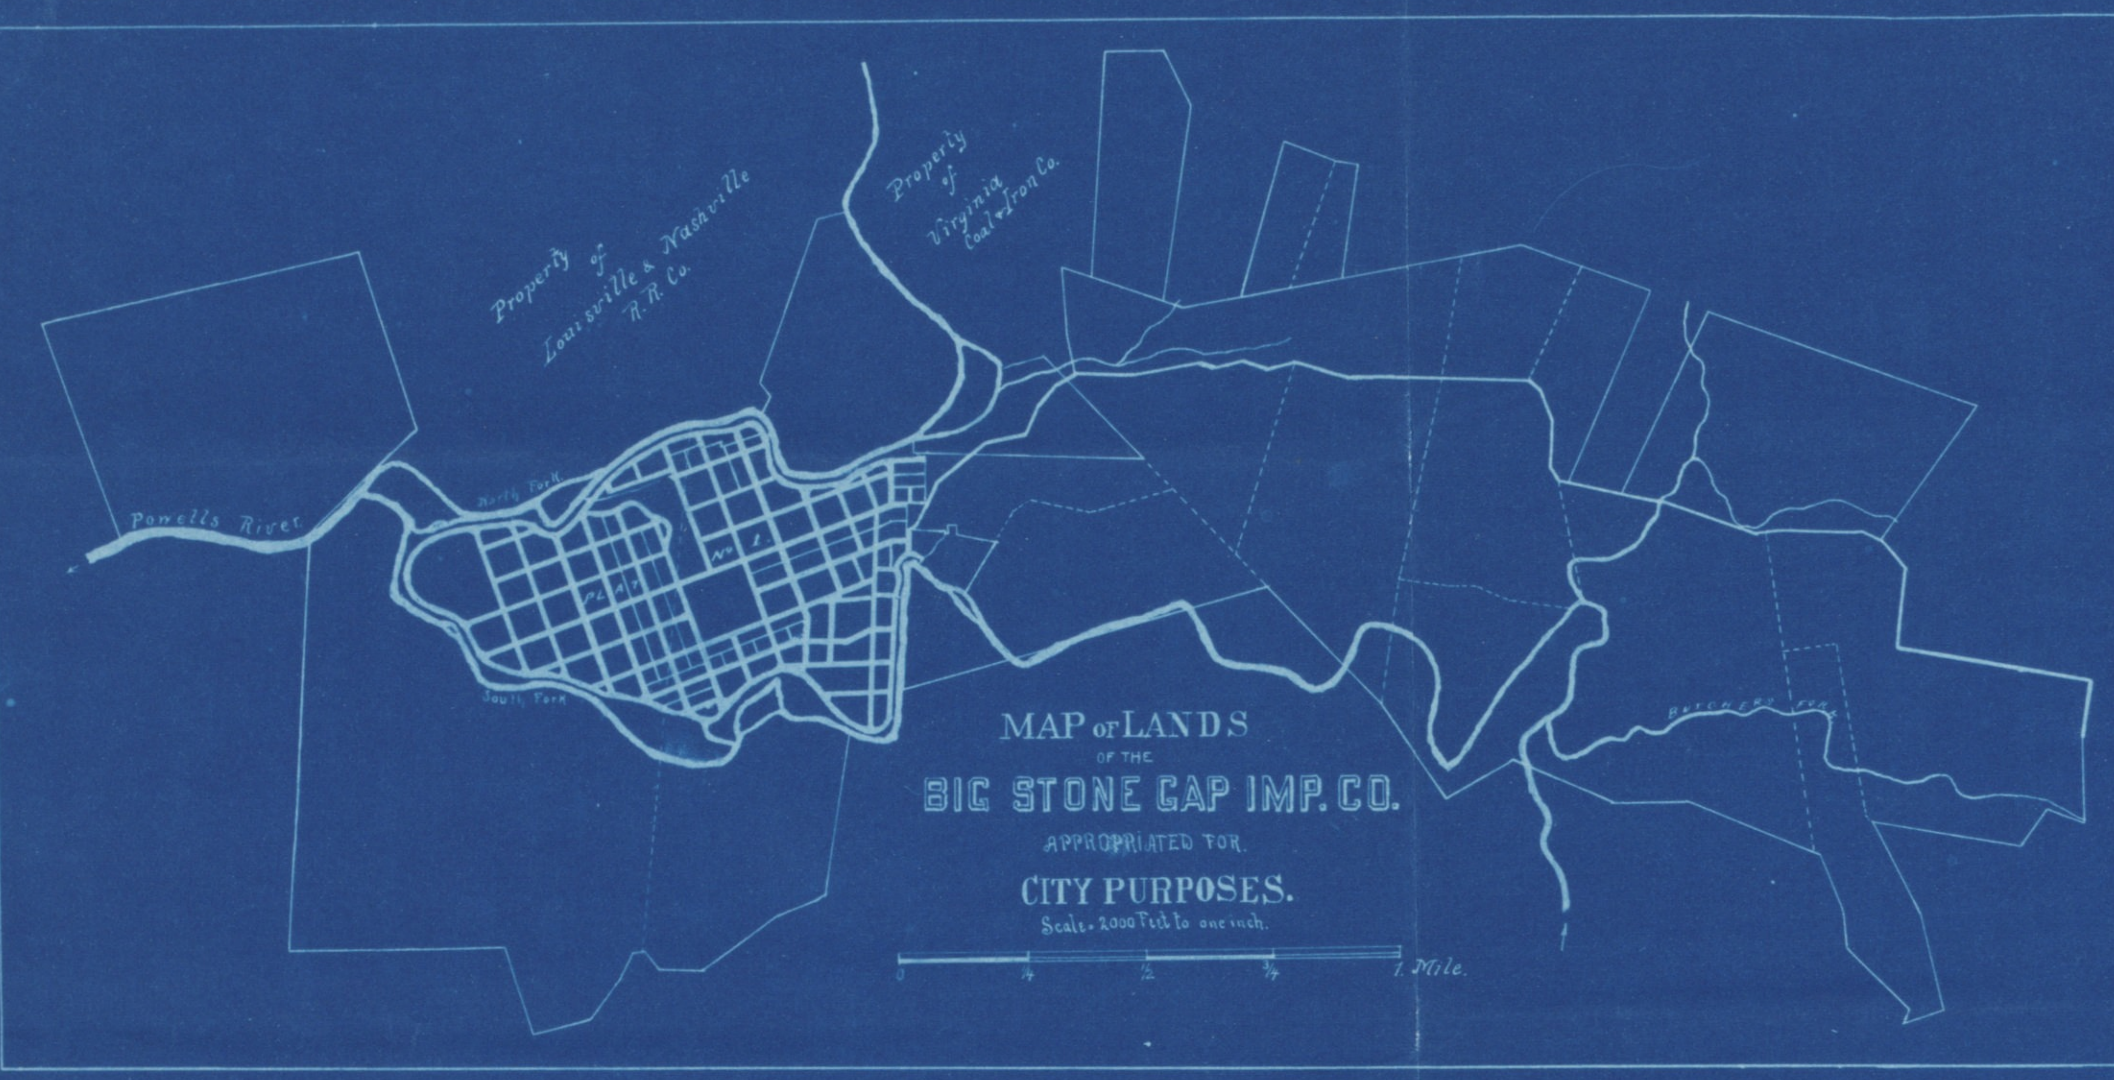 Property of
Louisville & Nashville
R. R. Co.
Property
of
Virginia
Coal & Iron Co.
Powells River
North Fork.
PLAT
No 1.
South Fork
BUTCHERS FORK
MAP OF LANDS
OF THE
BIG STONE GAP IMP. CO.
APPROPRIATED FOR.
CITY PURPOSES.
Scale = 2000 Feet to one inch.
0 ¼ ½ ¾ 1. Mile.